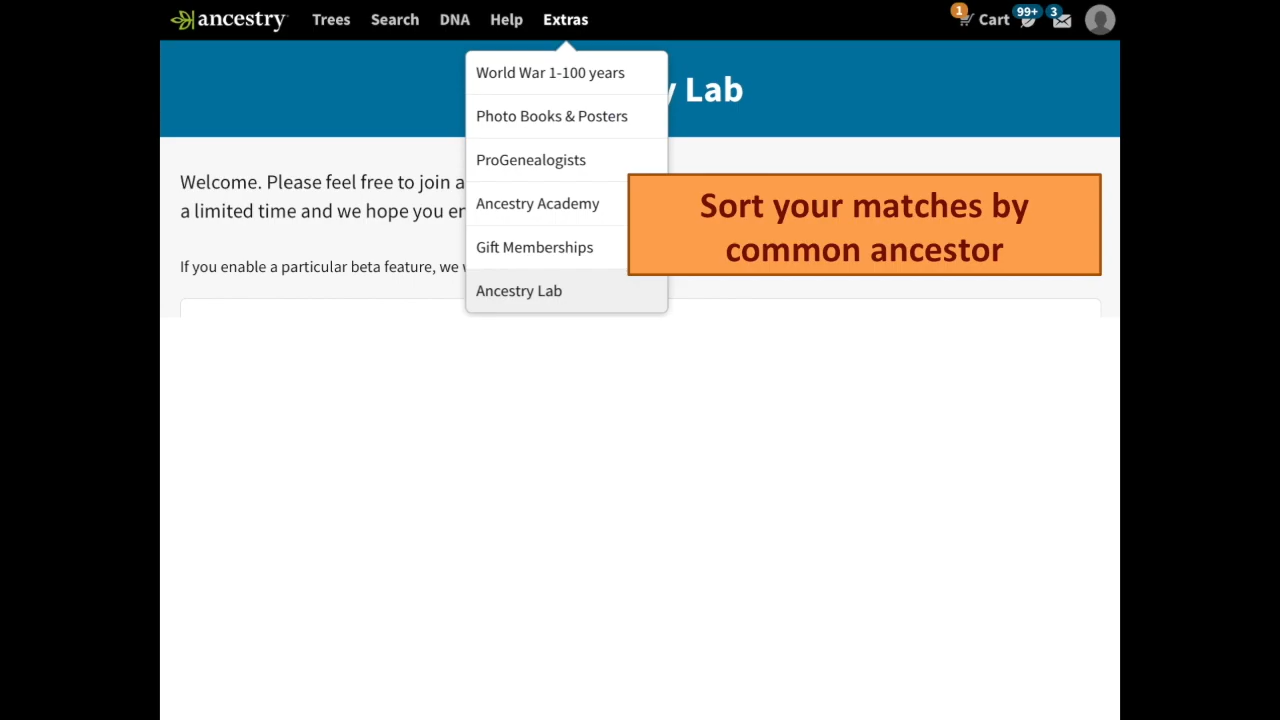 ancestry Trees Search DNA Help Extras 1 Cart 99+ 3
World War 1-100 years
Lab
Photo Books & Posters
ProGenealogists
Welcome. Please feel free to join a
Ancestry Academy
a limited time and we hope you
Sort your matches by
common ancestor
Gift Memberships
If you enable a particular beta feature, we
Ancestry Lab